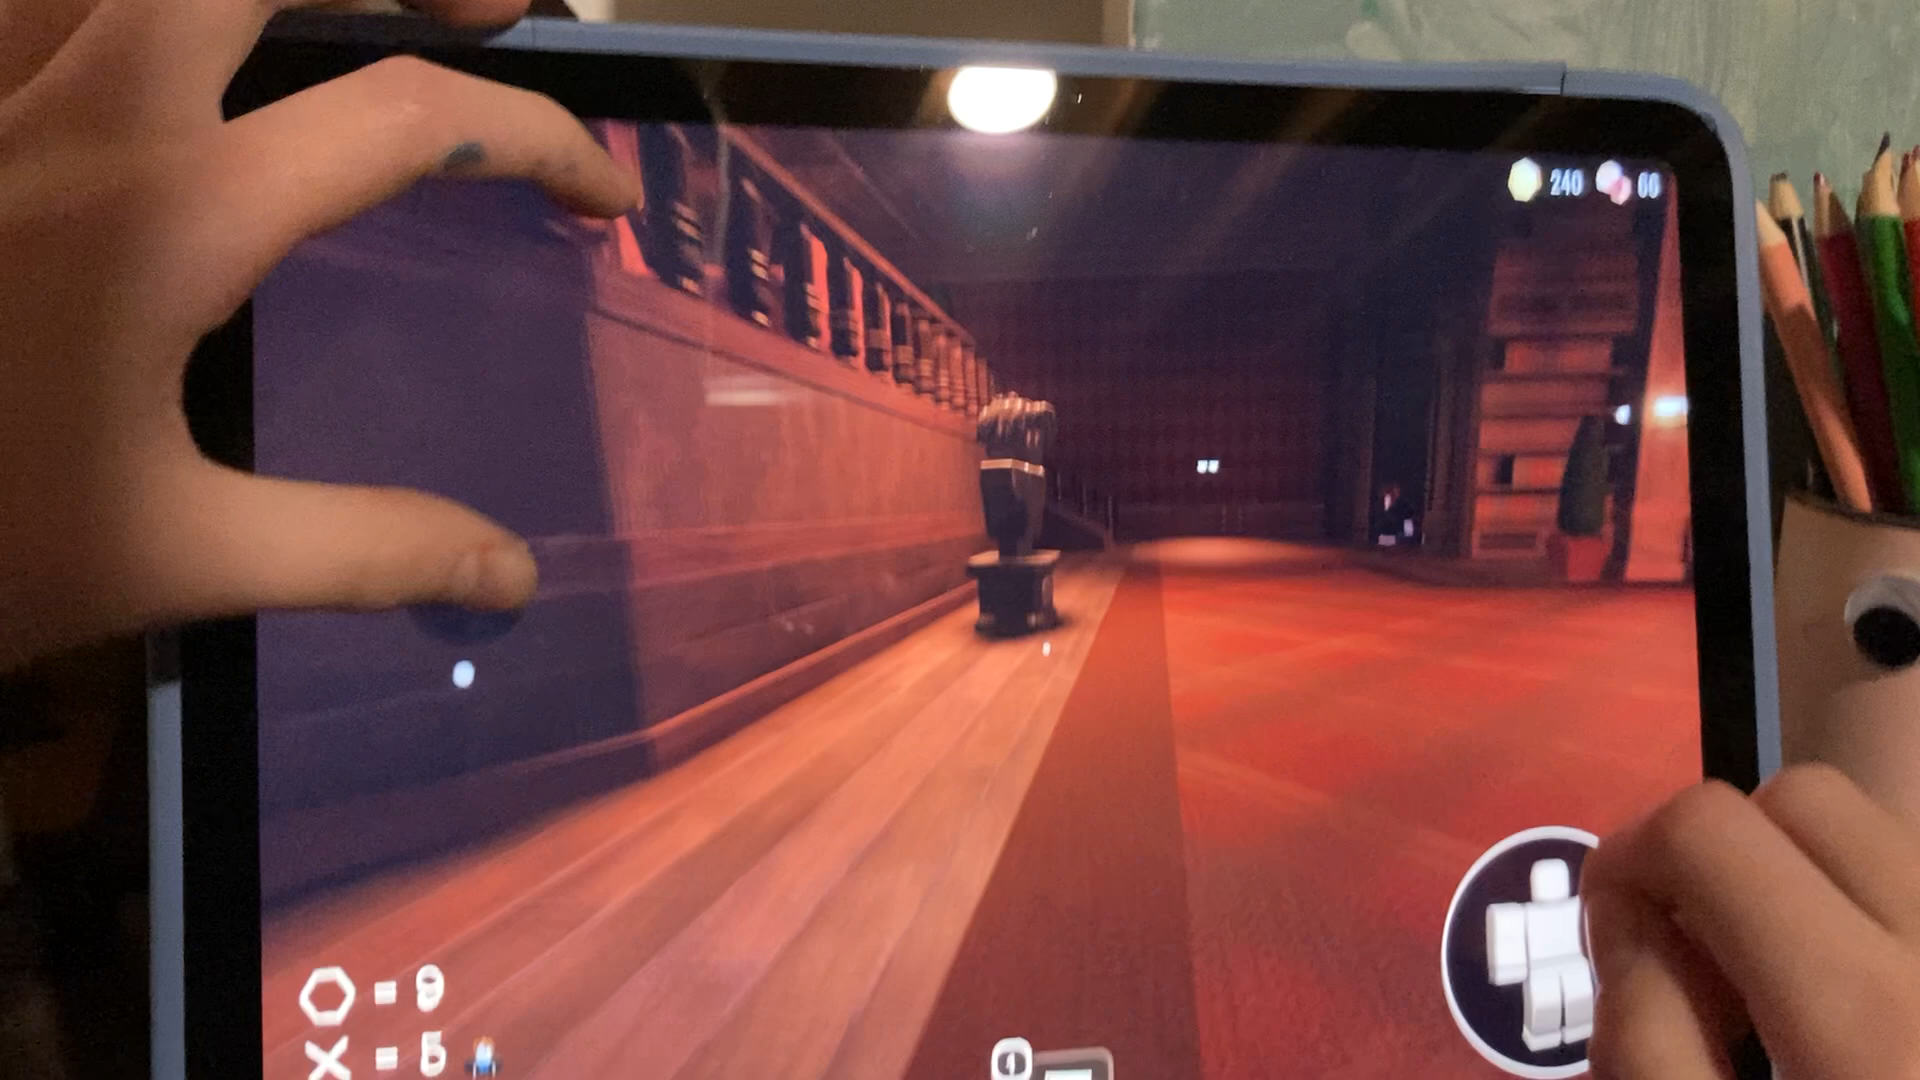 240 60
⬡ = 9
X = 5